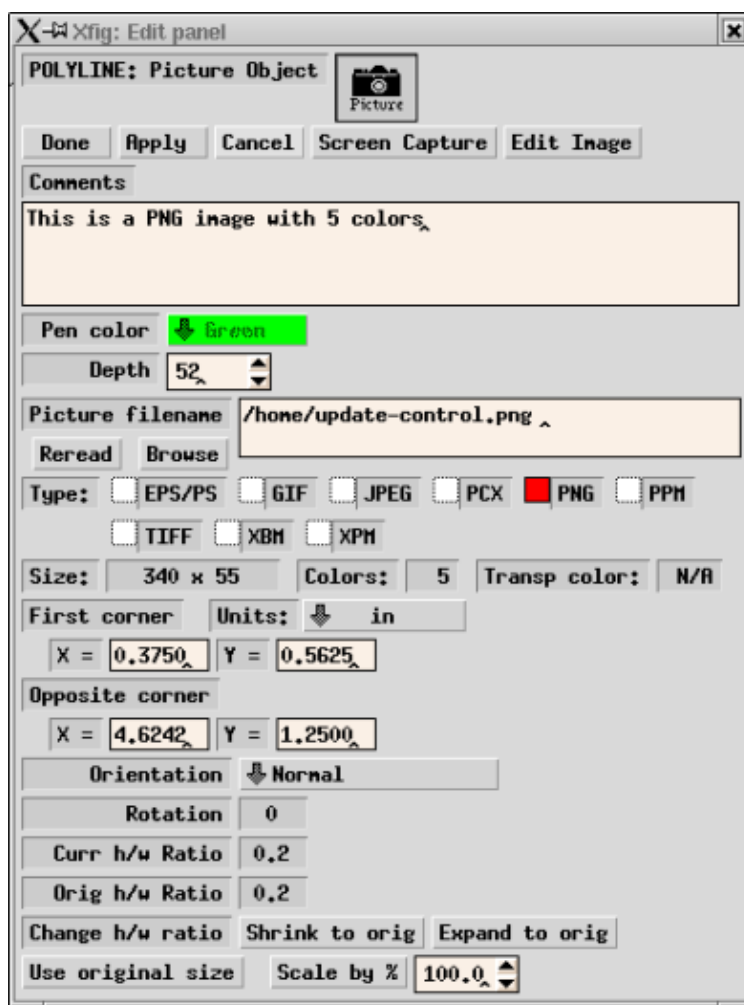 Xfig: Edit panel
POLYLINE: Picture Object
Picture
Done Apply Cancel Screen Capture Edit Image
Comments
This is a PNG image with 5 colors
Pen color Green
Depth 52
Picture filename /home/update-control.png
Reread Browse
Type: EPS/PS GIF JPEG PCX PNG PPM
TIFF XBM XPM
Size: 340 x 55 Colors: 5 Transp color: N/A
First corner Units: in
X = 0.3750 Y = 0.5625
Opposite corner
X = 4.6242 Y = 1.2500
Orientation Normal
Rotation 0
Curr h/w Ratio 0.2
Orig h/w Ratio 0.2
Change h/w ratio Shrink to orig Expand to orig
Use original size Scale by % 100.0